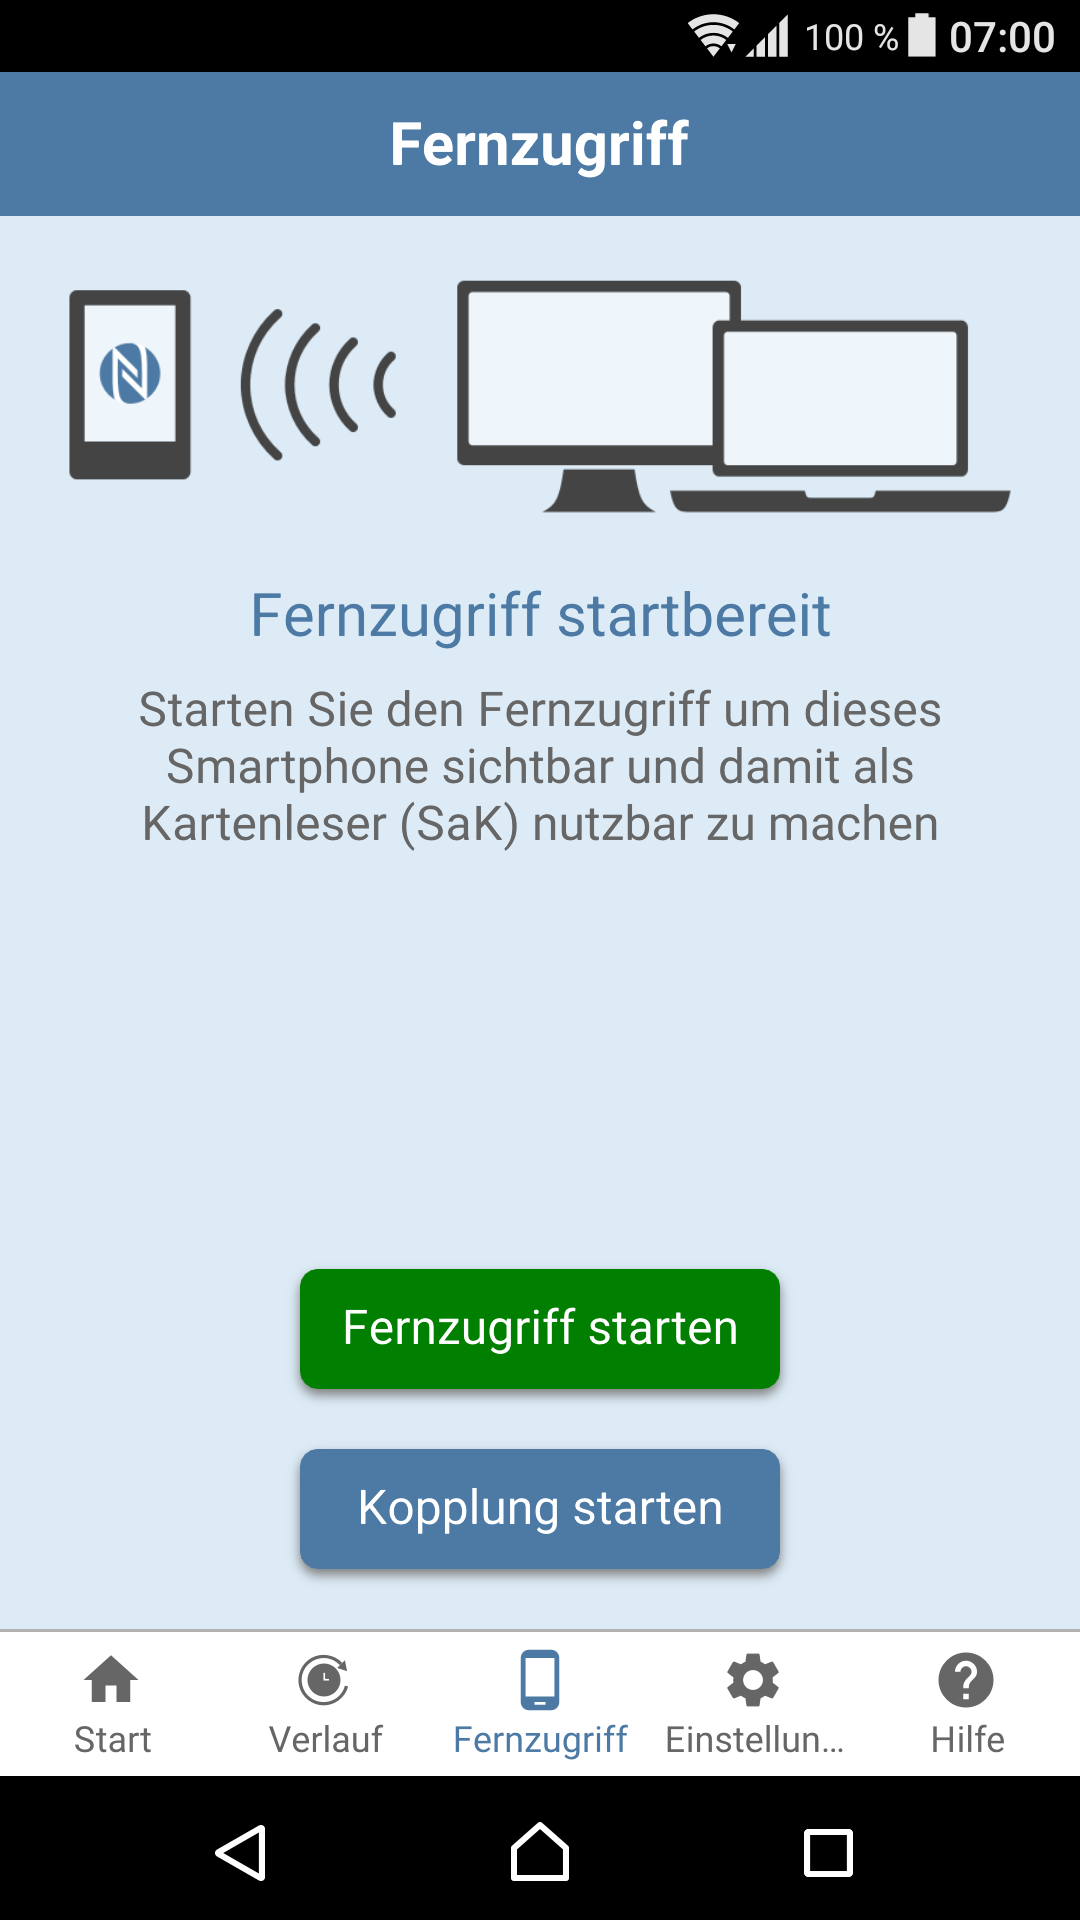 100 % 07:00
Fernzugriff
Fernzugriff startbereit
Starten Sie den Fernzugriff um dieses
Smartphone sichtbar und damit als
Kartenleser (SaK) nutzbar zu machen
Fernzugriff starten
Kopplung starten
Start Verlauf Fernzugriff Einstellun... Hilfe